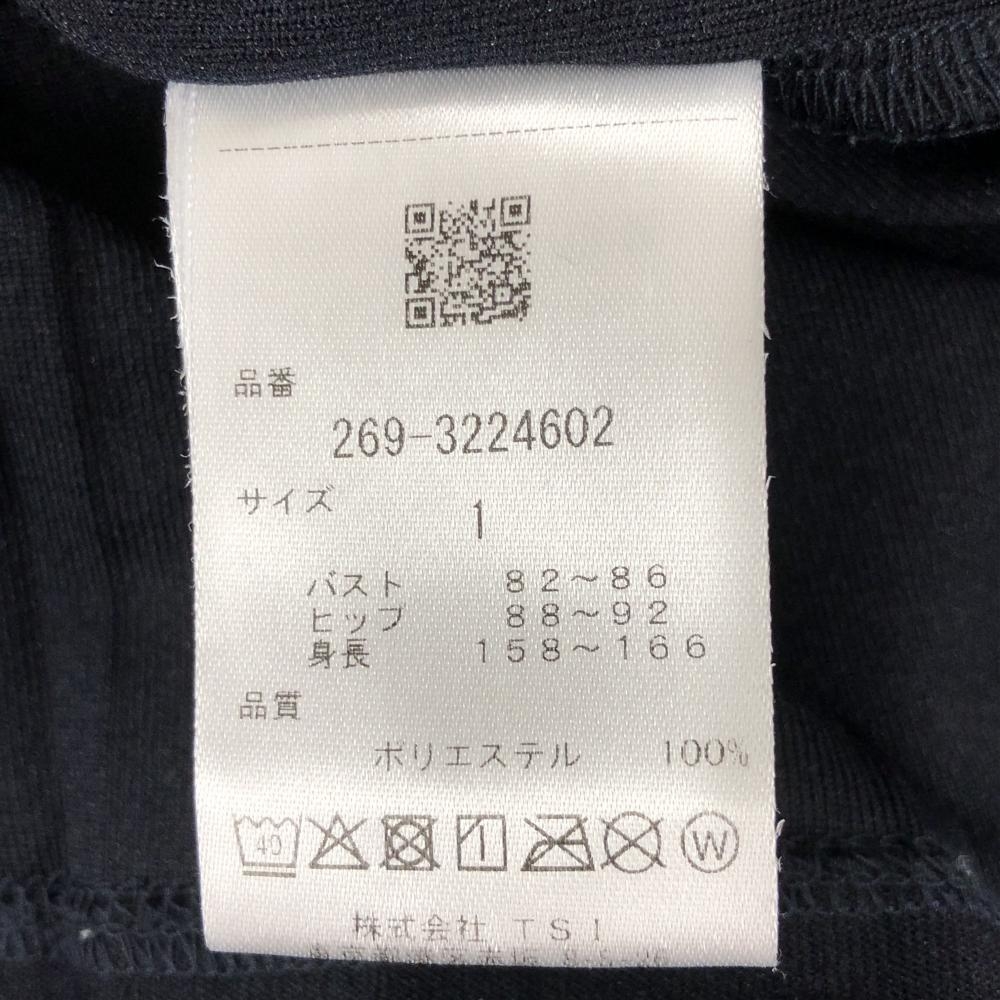 品番
269-3224602
サイズ 1
バスト 82～86
ヒップ 88～92
身長 158～166
品質
ポリエステル 100%
40 W
株式会社 TSI